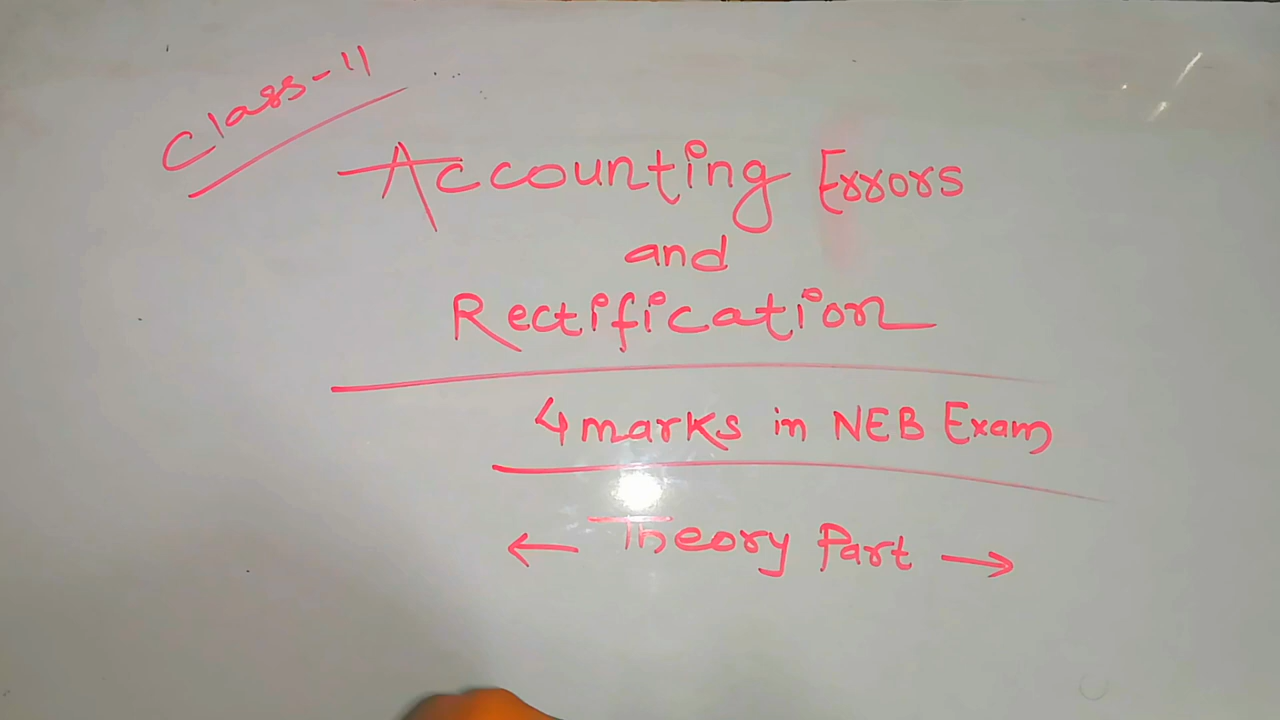 Class-11
Accounting Errors
and
Rectification
4 marks in NEB Exam
← Theory Part →